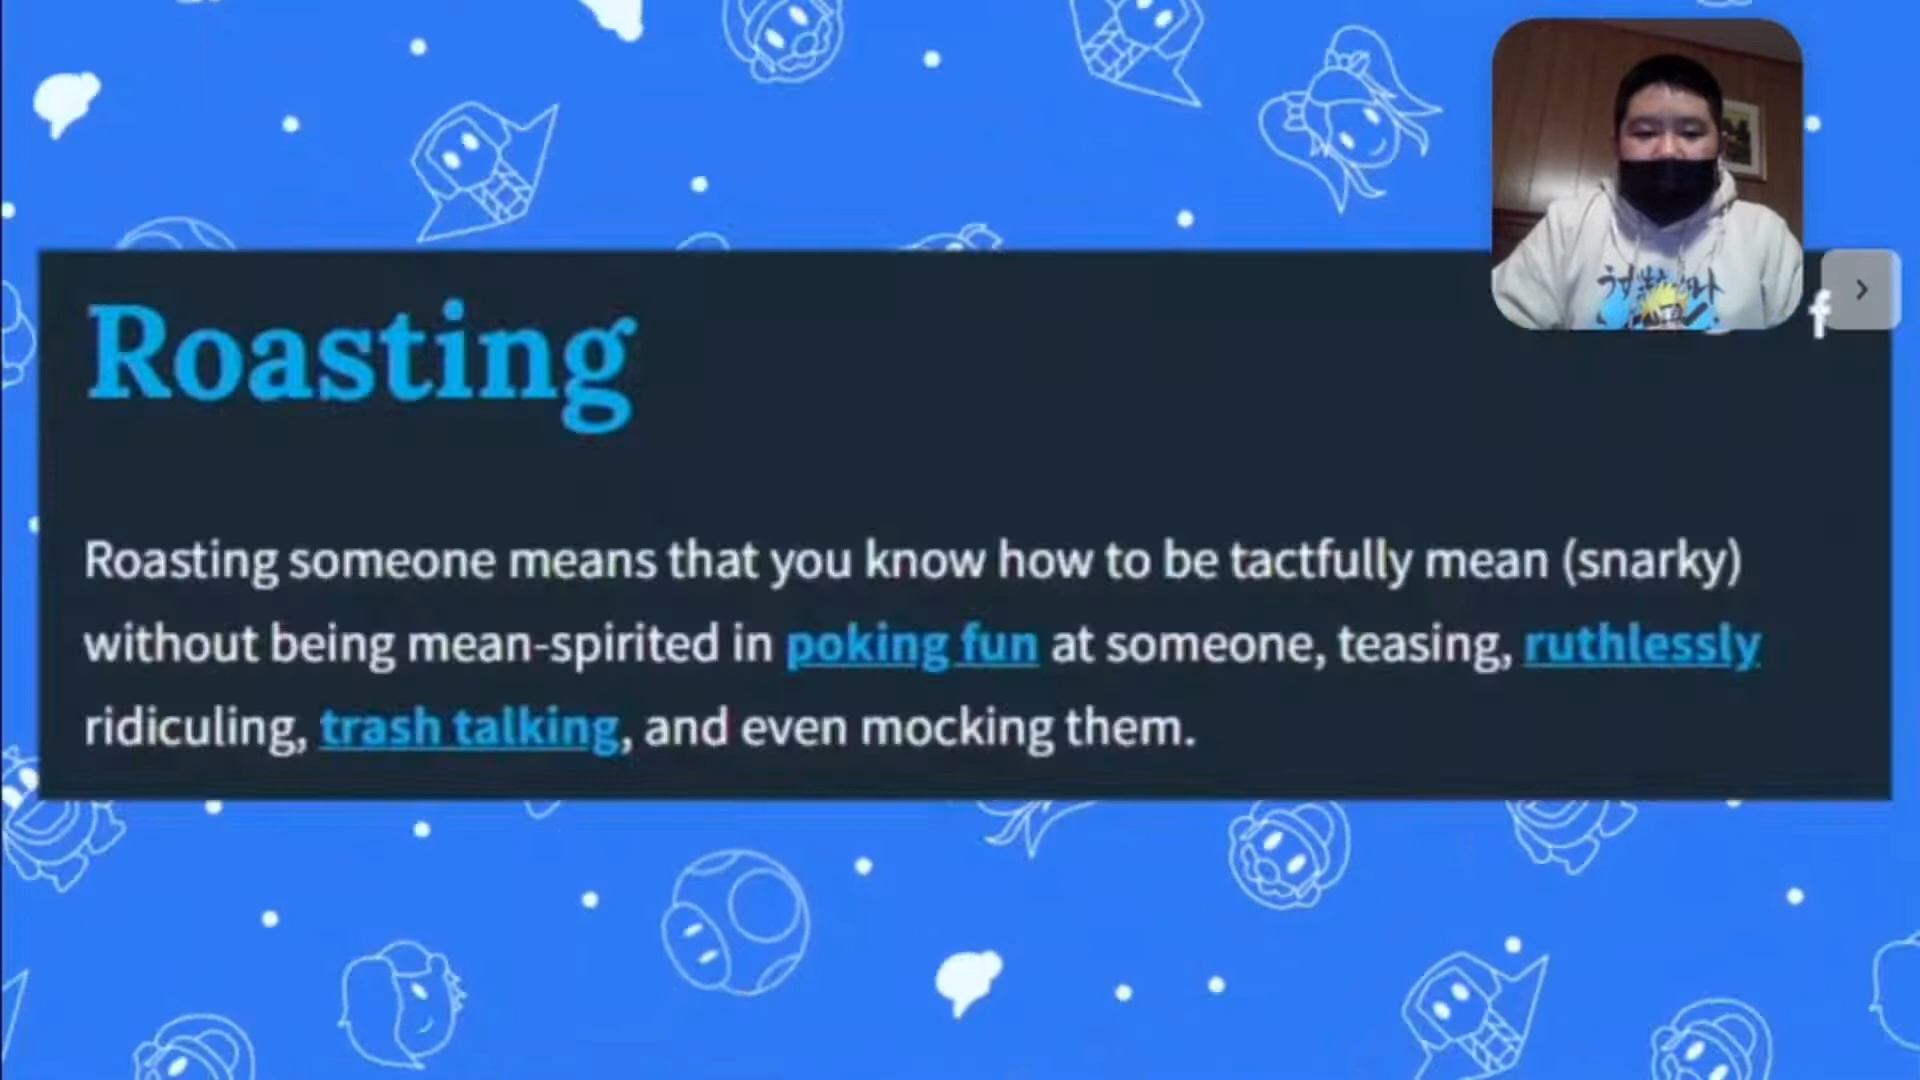 Roasting
Roasting someone means that you know how to be tactfully mean (snarky)
without being mean-spirited in poking fun at someone, teasing, ruthlessly
ridiculing, trash talking, and even mocking them.